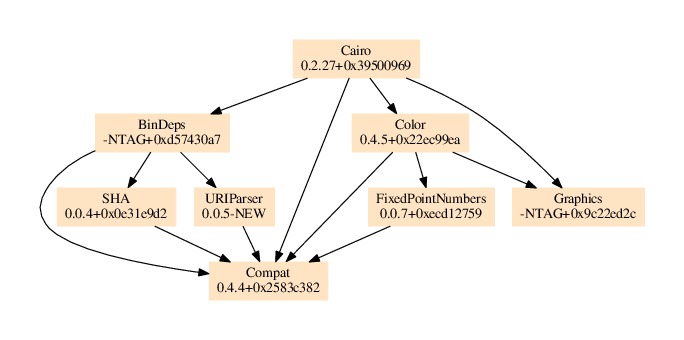 Cairo
0.2.27+0x39500969
BinDeps
-NTAG+0xd57430a7
Color
0.4.5+0x22ec99ea
SHA
0.0.4+0x0e31e9d2
URIParser
0.0.5-NEW
FixedPointNumbers
0.0.7+0xecd12759
Graphics
-NTAG+0x9c22ed2c
Compat
0.4.4+0x2583c382